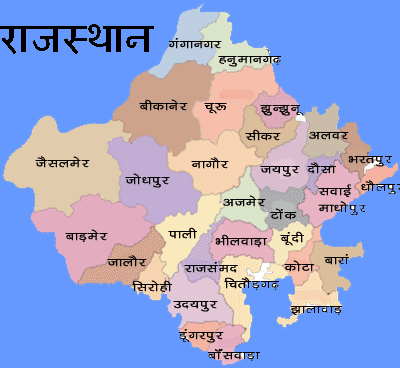 राजस्थान
गंगानगर
हनुमानगढ़
बीकानेर
चूरू
झुन्झुनू
सीकर
अलवर
जैसलमेर
जोधपुर
नागौर
जयपुर
दौसा
भरतपुर
धौलपुर
सवाई
माधोपुर
अजमेर
टोंक
बाड़मेर
पाली
भीलवाड़ा
बूंदी
जालौर
राजसंमद
चितौड़गढ़
कोटा
बारां
सिरोही
उदयपुर
झालावाड़
डूंगरपुर
बाँसवाड़ा